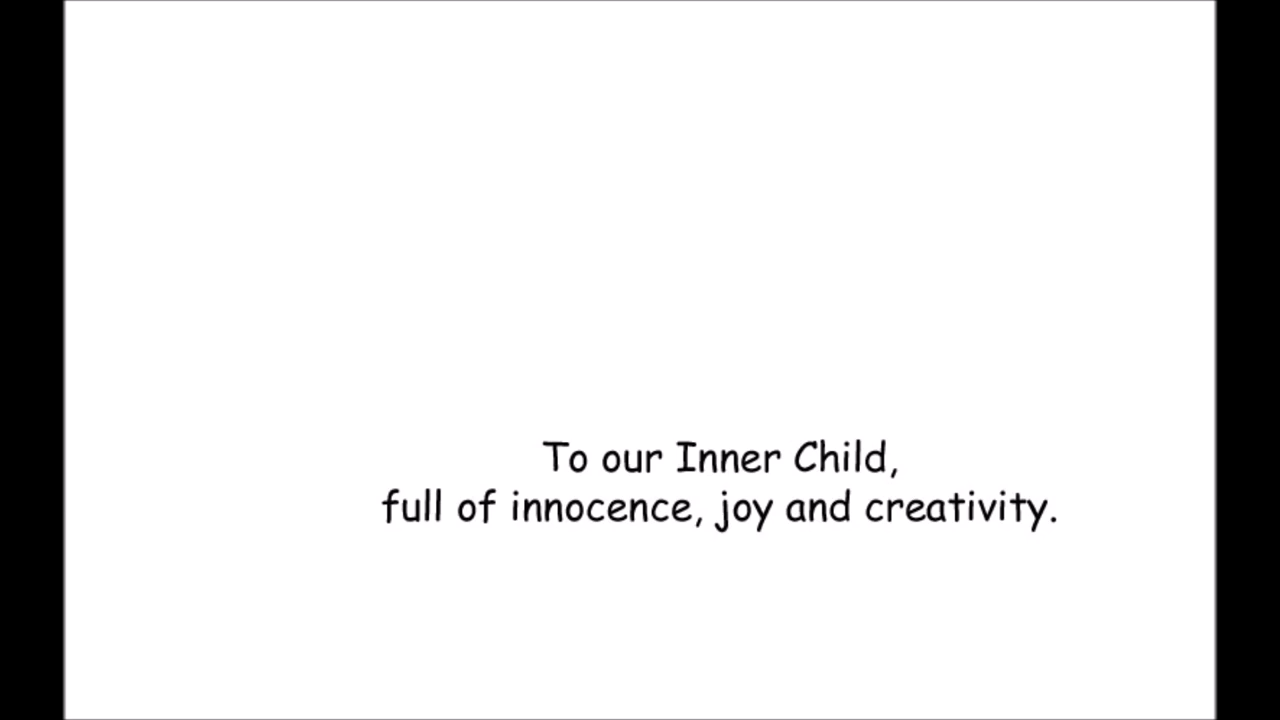 To our Inner Child,
full of innocence, joy and creativity.